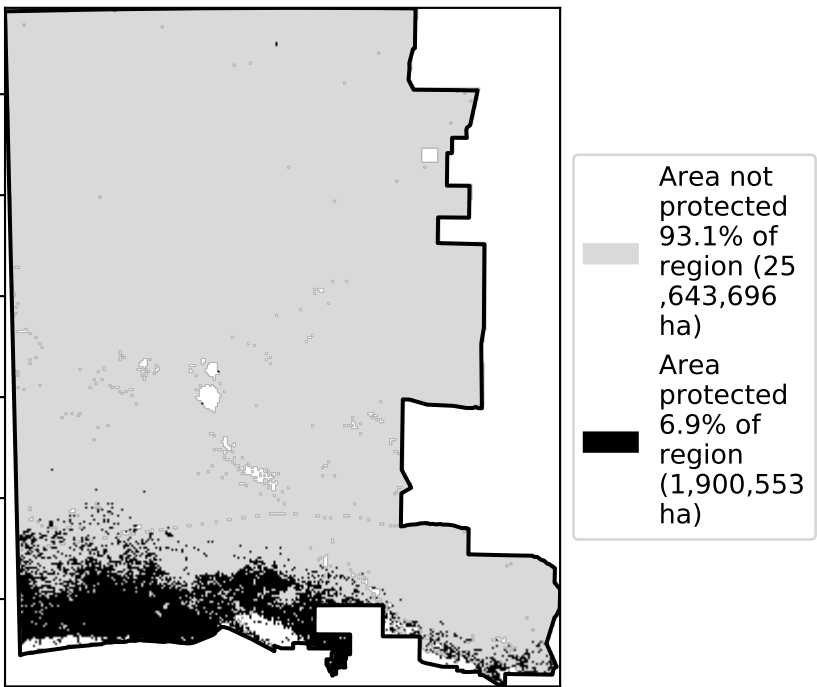 Area not
protected
93.1% of
region (25
,643,696
ha)
Area
protected
6.9% of
region
(1,900,553
ha)